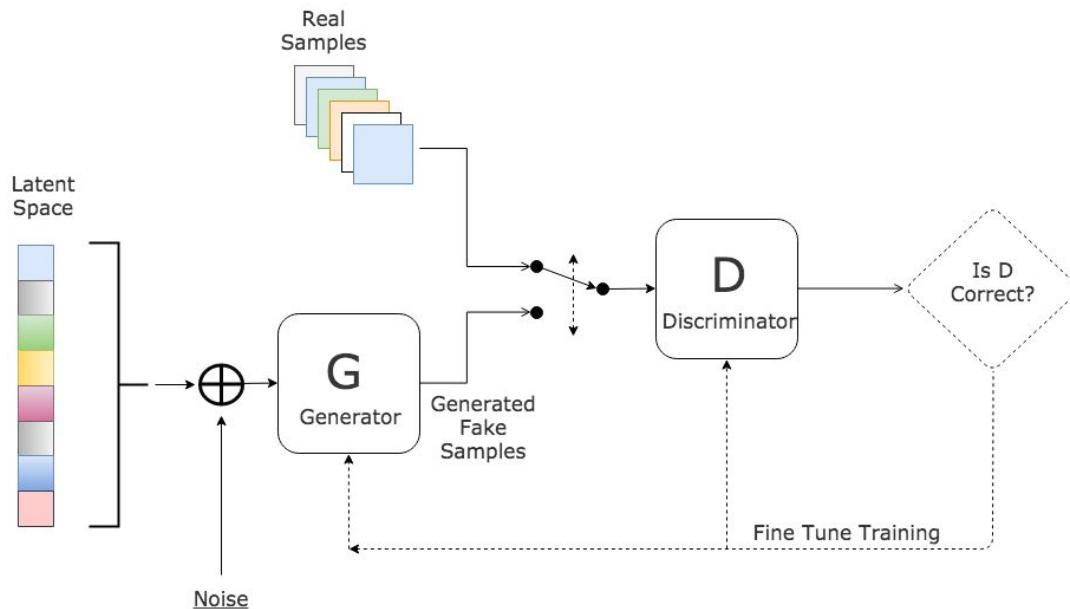 Real
Samples
Latent
Space
D
Discriminator
Is D
Correct?
G
Generator
Generated
Fake
Samples
Fine Tune Training
Noise